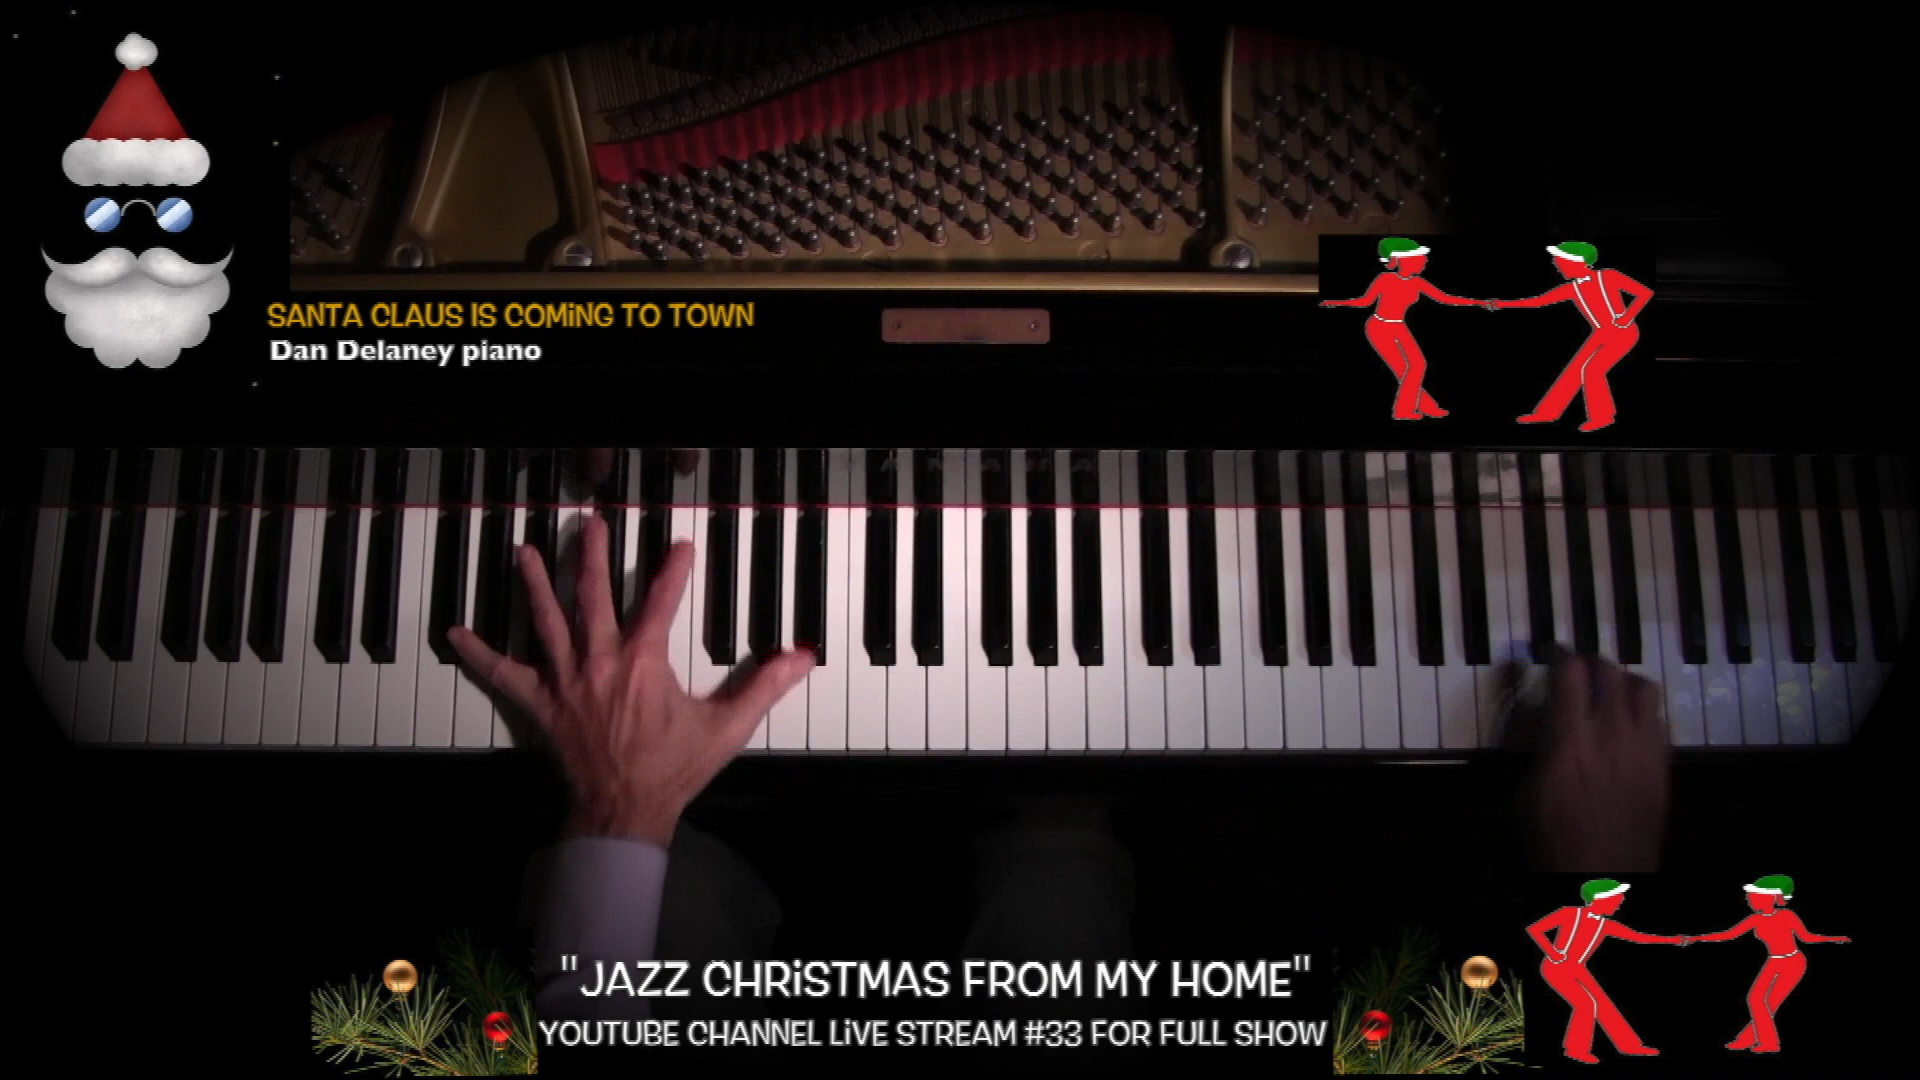 SANTA CLAUS IS COMiNG TO TOWN
Dan Delaney piano
"JAZZ CHRiSTMAS FROM MY HOME"
YOUTUBE CHANNEL LiVE STREAM #33 FOR FULL SHOW